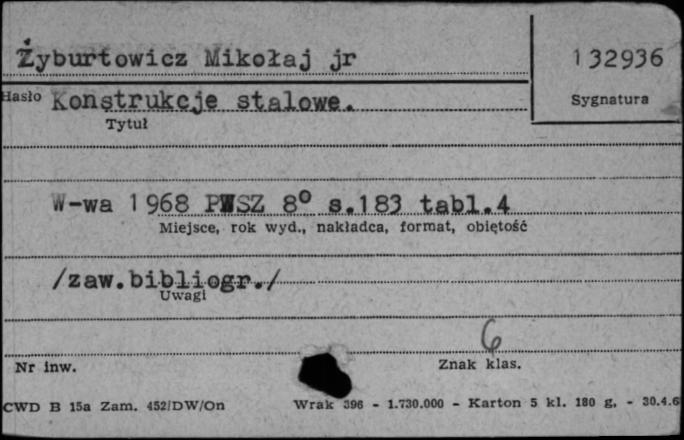 Żyburtowicz Mikołaj jr 132936
Hasło Konstrukcje stalowe. Sygnatura
Tytuł
W-wa 1968 PWSZ 8° s.183 tabl.4
Miejsce, rok wyd., nakładca, format, objętość
/zaw.bibliogr./
Uwagi
6
Nr inw. Znak klas.
CWD B 15a Zam. 452/DW/On Wrak 396 - 1.730.000 - Karton 5 kl. 180 g. - 30.4.6